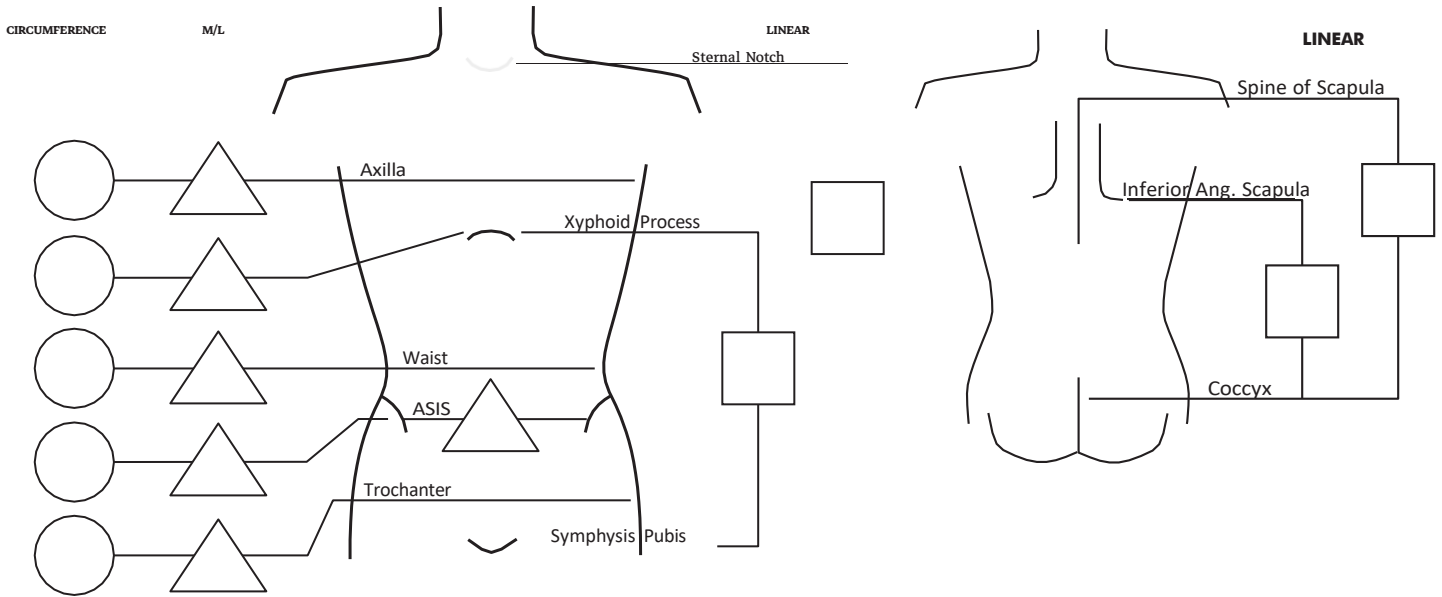 CIRCUMFERENCE M/L LINEAR
Sternal Notch
Axilla
Xyphoid Process
Waist
ASIS
Trochanter
Symphysis Pubis
LINEAR
Spine of Scapula
Inferior Ang. Scapula
Coccyx